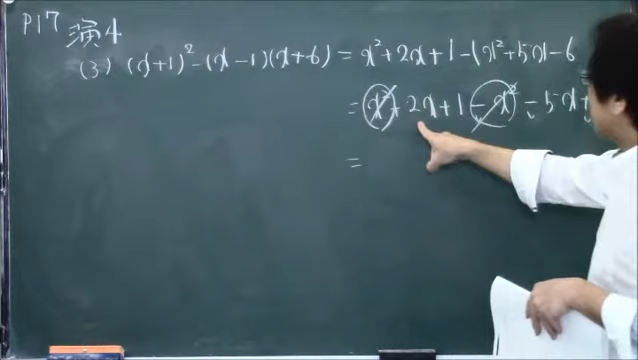 P17 演4
(3) (x+1)²-(x-1)(x+6) = x²+2x+1-(x²+5x-6
= x²+2x+1-x²-5x+
=